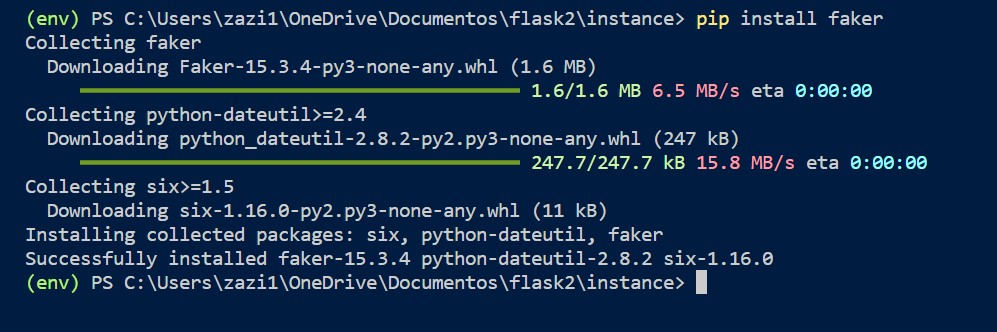 (env) PS C:\Users\zazi1\OneDrive\Documentos\flask2\instance> pip install faker
Collecting faker
Downloading Faker-15.3.4-py3-none-any.whl (1.6 MB)
1.6/1.6 MB 6.5 MB/s eta 0:00:00
Collecting python-dateutil>=2.4
Downloading python_dateutil-2.8.2-py2.py3-none-any.whl (247 kB)
247.7/247.7 kB 15.8 MB/s eta 0:00:00
Collecting six>=1.5
Downloading six-1.16.0-py2.py3-none-any.whl (11 kB)
Installing collected packages: six, python-dateutil, faker
Successfully installed faker-15.3.4 python-dateutil-2.8.2 six-1.16.0
(env) PS C:\Users\zazi1\OneDrive\Documentos\flask2\instance>